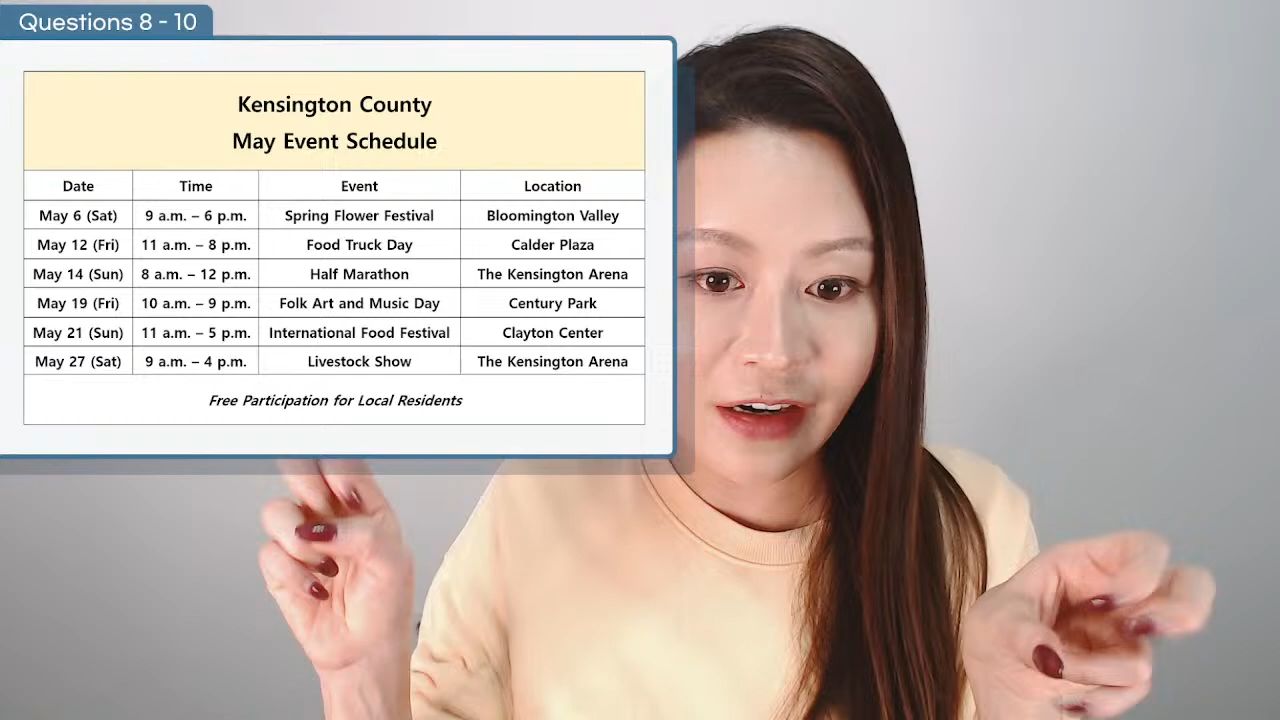 Questions 8 - 10
Kensington County
May Event Schedule
Date Time Event Location
May 6 (Sat) 9 a.m. – 6 p.m. Spring Flower Festival Bloomington Valley
May 12 (Fri) 11 a.m. – 8 p.m. Food Truck Day Calder Plaza
May 14 (Sun) 8 a.m. – 12 p.m. Half Marathon The Kensington Arena
May 19 (Fri) 10 a.m. – 9 p.m. Folk Art and Music Day Century Park
May 21 (Sun) 11 a.m. – 5 p.m. International Food Festival Clayton Center
May 27 (Sat) 9 a.m. – 4 p.m. Livestock Show The Kensington Arena
Free Participation for Local Residents